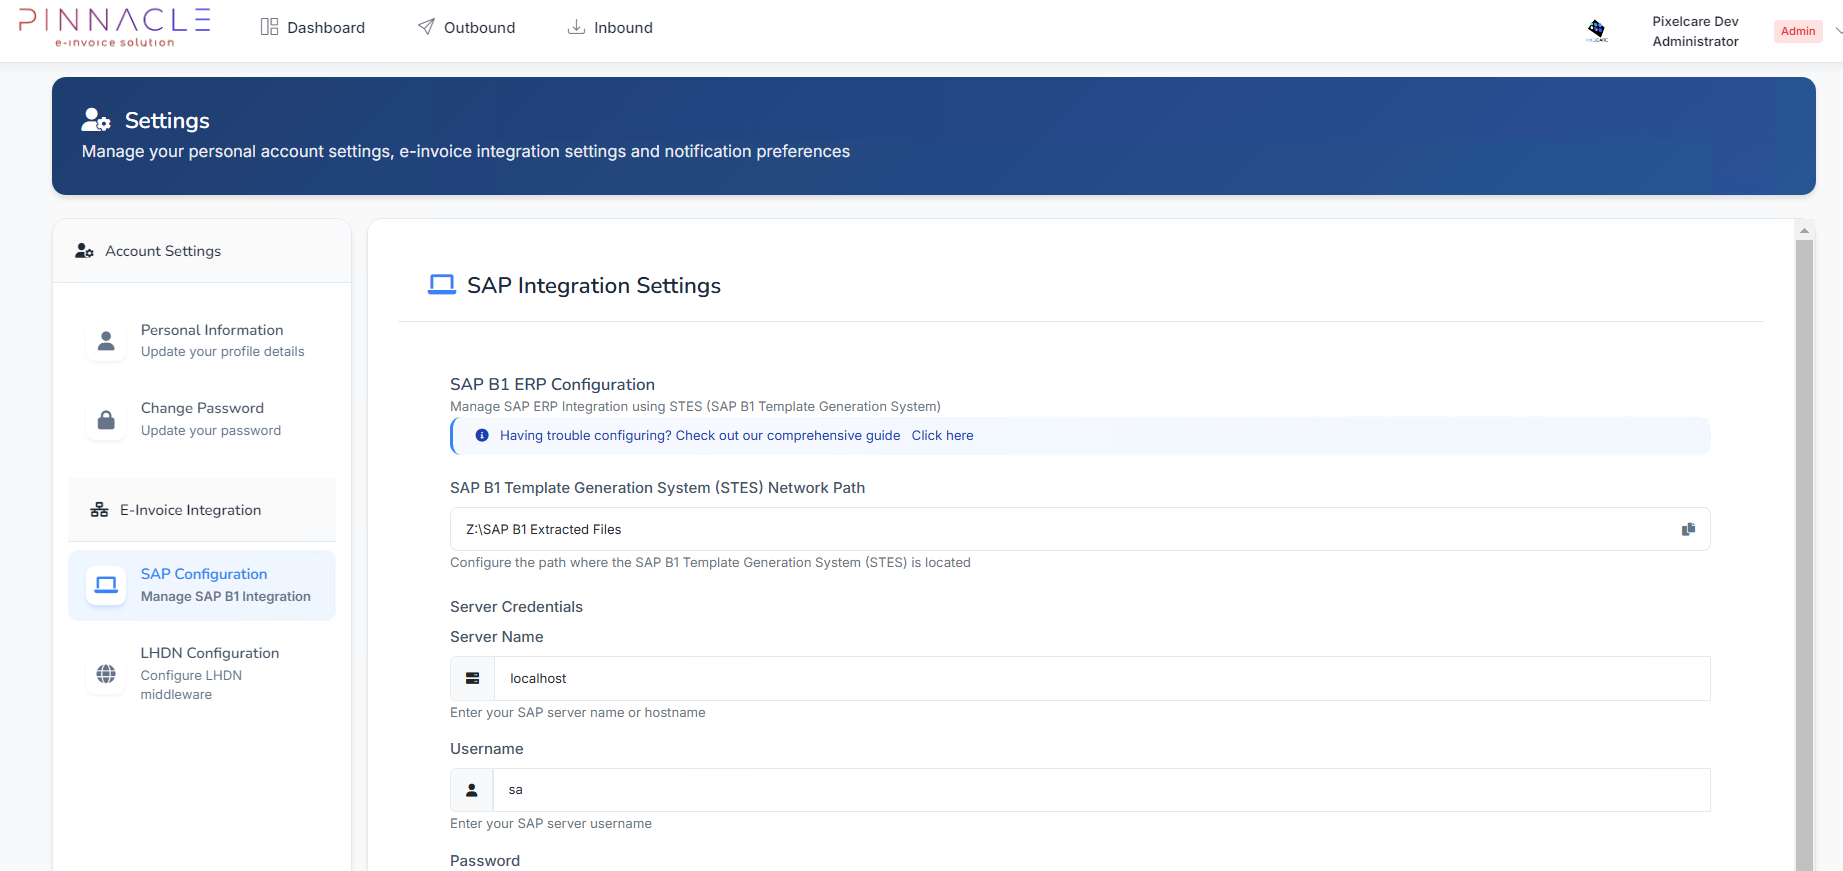 PINNACLE
e-invoice solution
Dashboard
Outbound
Inbound
Pixelcare Dev
Administrator
Admin
Settings
Manage your personal account settings, e-invoice integration settings and notification preferences
Account Settings
Personal Information
Update your profile details
Change Password
Update your password
E-Invoice Integration
SAP Configuration
Manage SAP B1 Integration
LHDN Configuration
Configure LHDN
middleware
SAP Integration Settings
SAP B1 ERP Configuration
Manage SAP ERP Integration using STES (SAP B1 Template Generation System)
Having trouble configuring? Check out our comprehensive guide Click here
SAP B1 Template Generation System (STES) Network Path
Z:\SAP B1 Extracted Files
Configure the path where the SAP B1 Template Generation System (STES) is located
Server Credentials
Server Name
localhost
Enter your SAP server name or hostname
Username
sa
Enter your SAP server username
Password